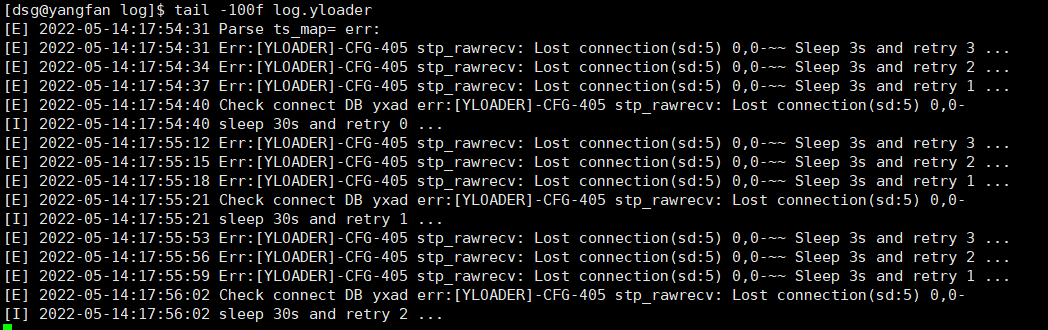 [dsg@yangfan log]$ tail -100f log.yloader
[E] 2022-05-14:17:54:31 Parse ts_map= err:
[E] 2022-05-14:17:54:31 Err:[YLOADER]-CFG-405 stp_rawrecv: Lost connection(sd:5) 0,0-~~ Sleep 3s and retry 3 ...
[E] 2022-05-14:17:54:34 Err:[YLOADER]-CFG-405 stp_rawrecv: Lost connection(sd:5) 0,0-~~ Sleep 3s and retry 2 ...
[E] 2022-05-14:17:54:37 Err:[YLOADER]-CFG-405 stp_rawrecv: Lost connection(sd:5) 0,0-~~ Sleep 3s and retry 1 ...
[E] 2022-05-14:17:54:40 Check connect DB yxad err:[YLOADER]-CFG-405 stp_rawrecv: Lost connection(sd:5) 0,0-
[I] 2022-05-14:17:54:40 sleep 30s and retry 0 ...
[E] 2022-05-14:17:55:12 Err:[YLOADER]-CFG-405 stp_rawrecv: Lost connection(sd:5) 0,0-~~ Sleep 3s and retry 3 ...
[E] 2022-05-14:17:55:15 Err:[YLOADER]-CFG-405 stp_rawrecv: Lost connection(sd:5) 0,0-~~ Sleep 3s and retry 2 ...
[E] 2022-05-14:17:55:18 Err:[YLOADER]-CFG-405 stp_rawrecv: Lost connection(sd:5) 0,0-~~ Sleep 3s and retry 1 ...
[E] 2022-05-14:17:55:21 Check connect DB yxad err:[YLOADER]-CFG-405 stp_rawrecv: Lost connection(sd:5) 0,0-
[I] 2022-05-14:17:55:21 sleep 30s and retry 1 ...
[E] 2022-05-14:17:55:53 Err:[YLOADER]-CFG-405 stp_rawrecv: Lost connection(sd:5) 0,0-~~ Sleep 3s and retry 3 ...
[E] 2022-05-14:17:55:56 Err:[YLOADER]-CFG-405 stp_rawrecv: Lost connection(sd:5) 0,0-~~ Sleep 3s and retry 2 ...
[E] 2022-05-14:17:55:59 Err:[YLOADER]-CFG-405 stp_rawrecv: Lost connection(sd:5) 0,0-~~ Sleep 3s and retry 1 ...
[E] 2022-05-14:17:56:02 Check connect DB yxad err:[YLOADER]-CFG-405 stp_rawrecv: Lost connection(sd:5) 0,0-
[I] 2022-05-14:17:56:02 sleep 30s and retry 2 ...